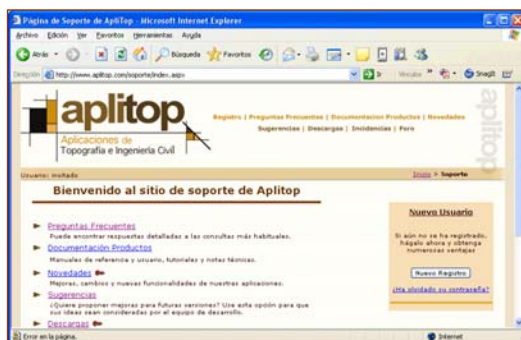 Página de Soporte de ApliTop - Microsoft Internet Explorer
Archivo Edición Ver Favoritos Herramientas Ayuda
Atrás Búsqueda Favoritos
Dirección http://www.aplitop.com/soporte/index.aspx Ir Vínculos SnagIt
aplitop
Aplicaciones de
Topografía e Ingeniería Civil
Registro | Preguntas Frecuentes | Documentacion Productos | Novedades
Sugerencias | Descargas | Incidencias | Foro
aplitop
Usuario: invitado
Inicio > Soporte
Bienvenido al sitio de soporte de Aplitop
Preguntas Frecuentes
Puede encontrar respuestas detalladas a las consultas más habituales.
Documentación Productos
Manuales de referencia y usuario, tutoriales y notas técnicas.
Novedades
Mejoras, cambios y nuevas funcionalidades de nuestras aplicaciones.
Sugerencias
¿Quiere proponer mejoras para futuras versiones? Use esta opción para que
sus ideas sean consideradas por el equipo de desarrollo.
Descargas
Nuevo Usuario
Si aún no se ha registrado,
hágalo ahora y obtenga
numerosas ventajas
Nuevo Registro
¿Ha olvidado su contraseña?
Error en la página.
Internet